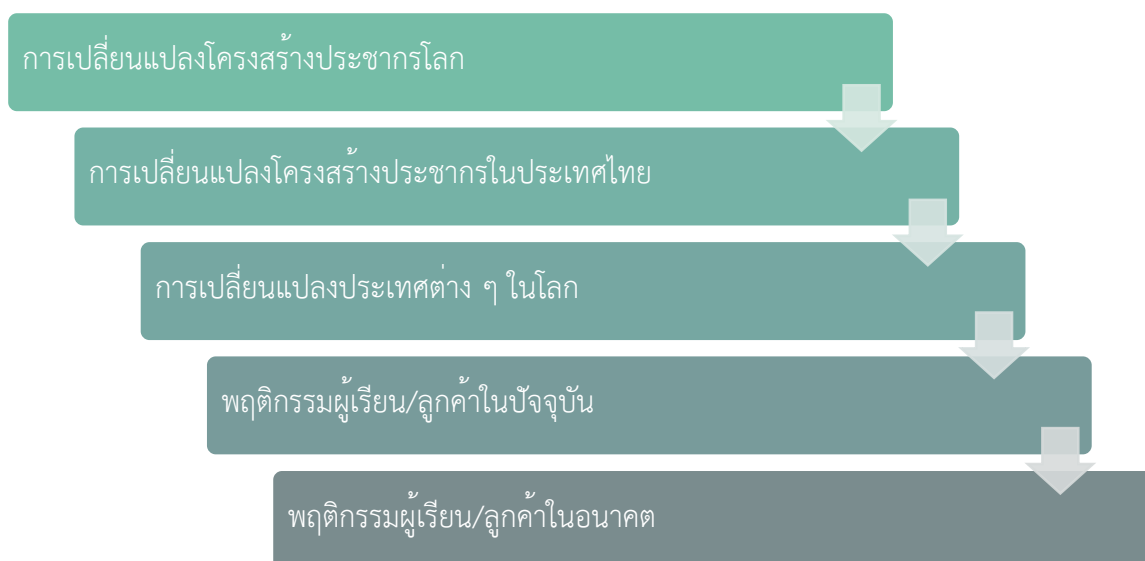 การเปลี่ยนแปลงโครงสร้างประชากรโลก
การเปลี่ยนแปลงโครงสร้างประชากรในประเทศไทย
การเปลี่ยนแปลงประเทศต่าง ๆ ในโลก
พฤติกรรมผู้เรียน/ลูกค้าในปัจจุบัน
พฤติกรรมผู้เรียน/ลูกค้าในอนาคต